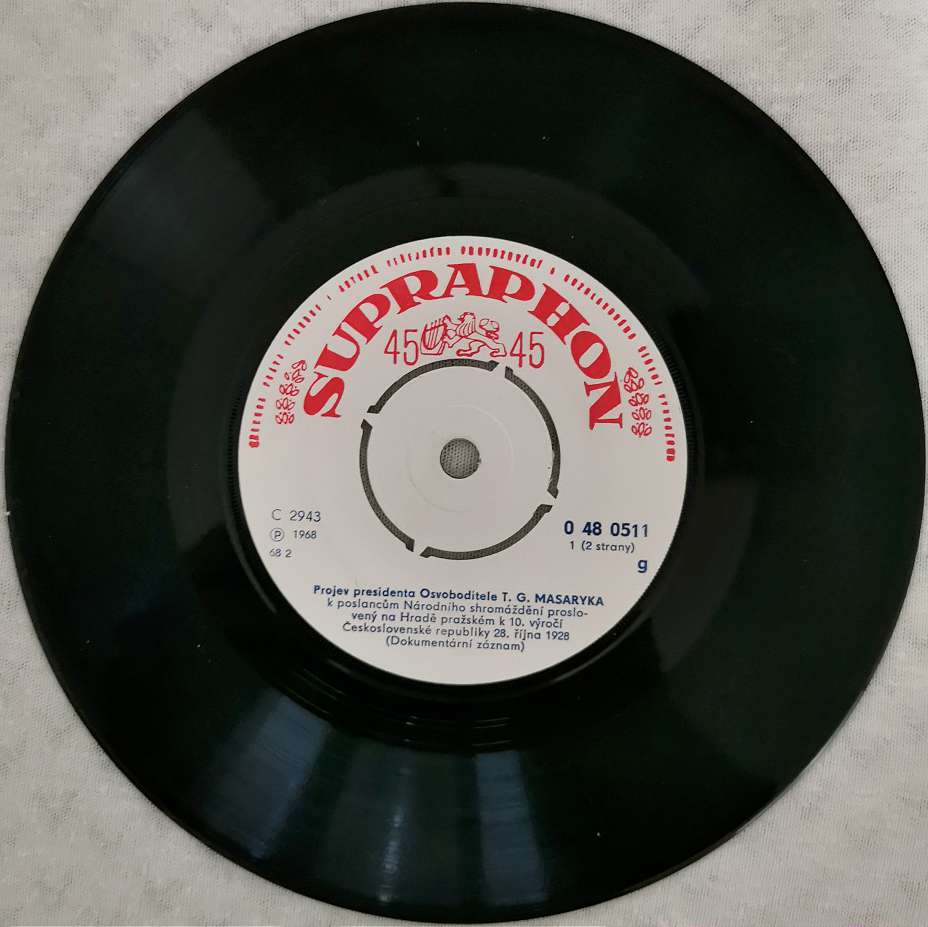 SUPRAPHON
45 45
C 2943
Ⓟ 1968
68 2
0 48 0511
1 (2 strany)
g
Projev presidenta Osvoboditele T. G. MASARYKA
k poslancům Národního shromáždění proslo-
vený na Hradě pražském k 10. výročí
Československé republiky 28. října 1928
(Dokumentární záznam)